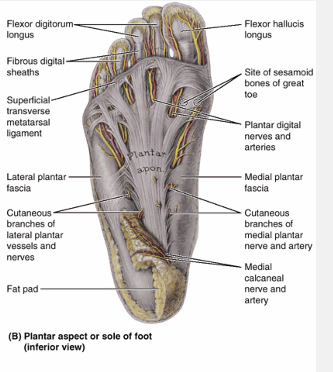 Flexor digitorum
longus
Fibrous digital
sheaths
Superficial
transverse
metatarsal
ligament
Lateral plantar
fascia
Cutaneous
branches of
lateral plantar
vessels and
nerves
Fat pad
Plantar
apon.
Flexor hallucis
longus
Site of sesamoid
bones of great
toe
Plantar digital
nerves and
arteries
Medial plantar
fascia
Cutaneous
branches of
medial plantar
nerve and artery
Medial
calcaneal
nerve and
artery
(B) Plantar aspect or sole of foot
(inferior view)